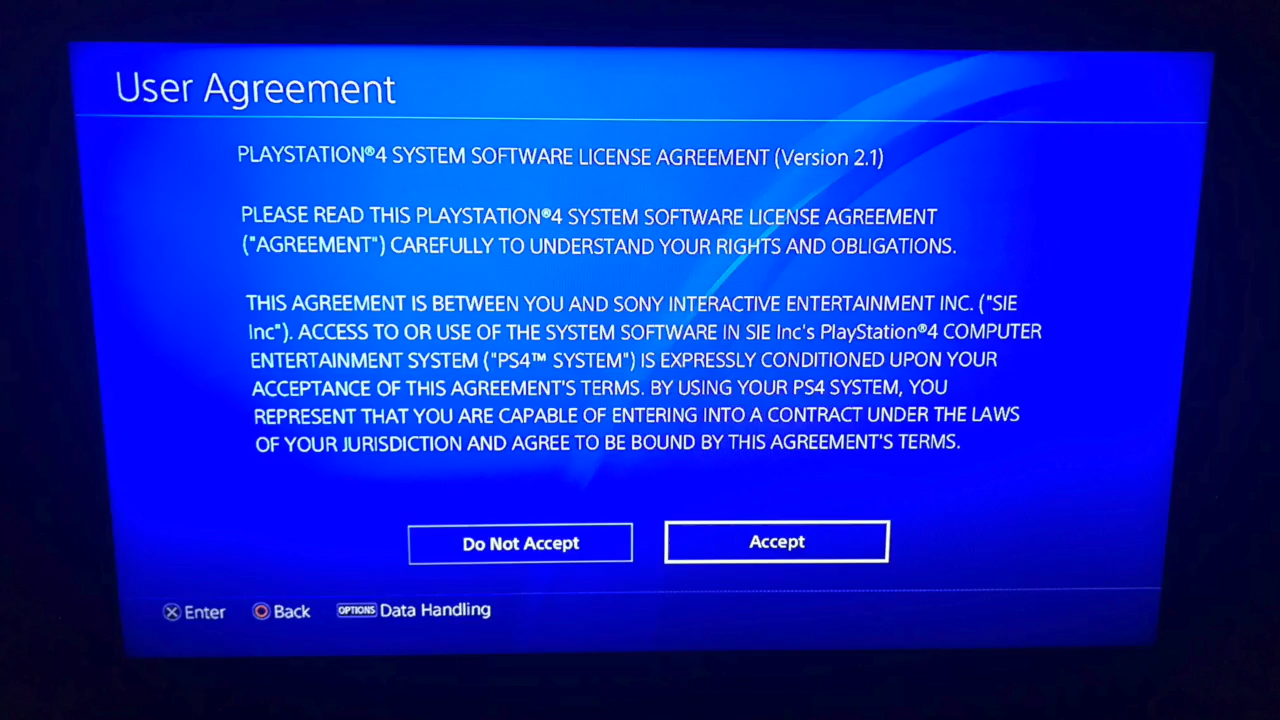 User Agreement
PLAYSTATION®4 SYSTEM SOFTWARE LICENSE AGREEMENT (Version 2.1)
PLEASE READ THIS PLAYSTATION®4 SYSTEM SOFTWARE LICENSE AGREEMENT
("AGREEMENT") CAREFULLY TO UNDERSTAND YOUR RIGHTS AND OBLIGATIONS.
THIS AGREEMENT IS BETWEEN YOU AND SONY INTERACTIVE ENTERTAINMENT INC. ("SIE
Inc"). ACCESS TO OR USE OF THE SYSTEM SOFTWARE IN SIE Inc's PlayStation®4 COMPUTER
ENTERTAINMENT SYSTEM ("PS4™ SYSTEM") IS EXPRESSLY CONDITIONED UPON YOUR
ACCEPTANCE OF THIS AGREEMENT'S TERMS. BY USING YOUR PS4 SYSTEM, YOU
REPRESENT THAT YOU ARE CAPABLE OF ENTERING INTO A CONTRACT UNDER THE LAWS
OF YOUR JURISDICTION AND AGREE TO BE BOUND BY THIS AGREEMENT'S TERMS.
Do Not Accept Accept
Enter Back OPTIONS Data Handling